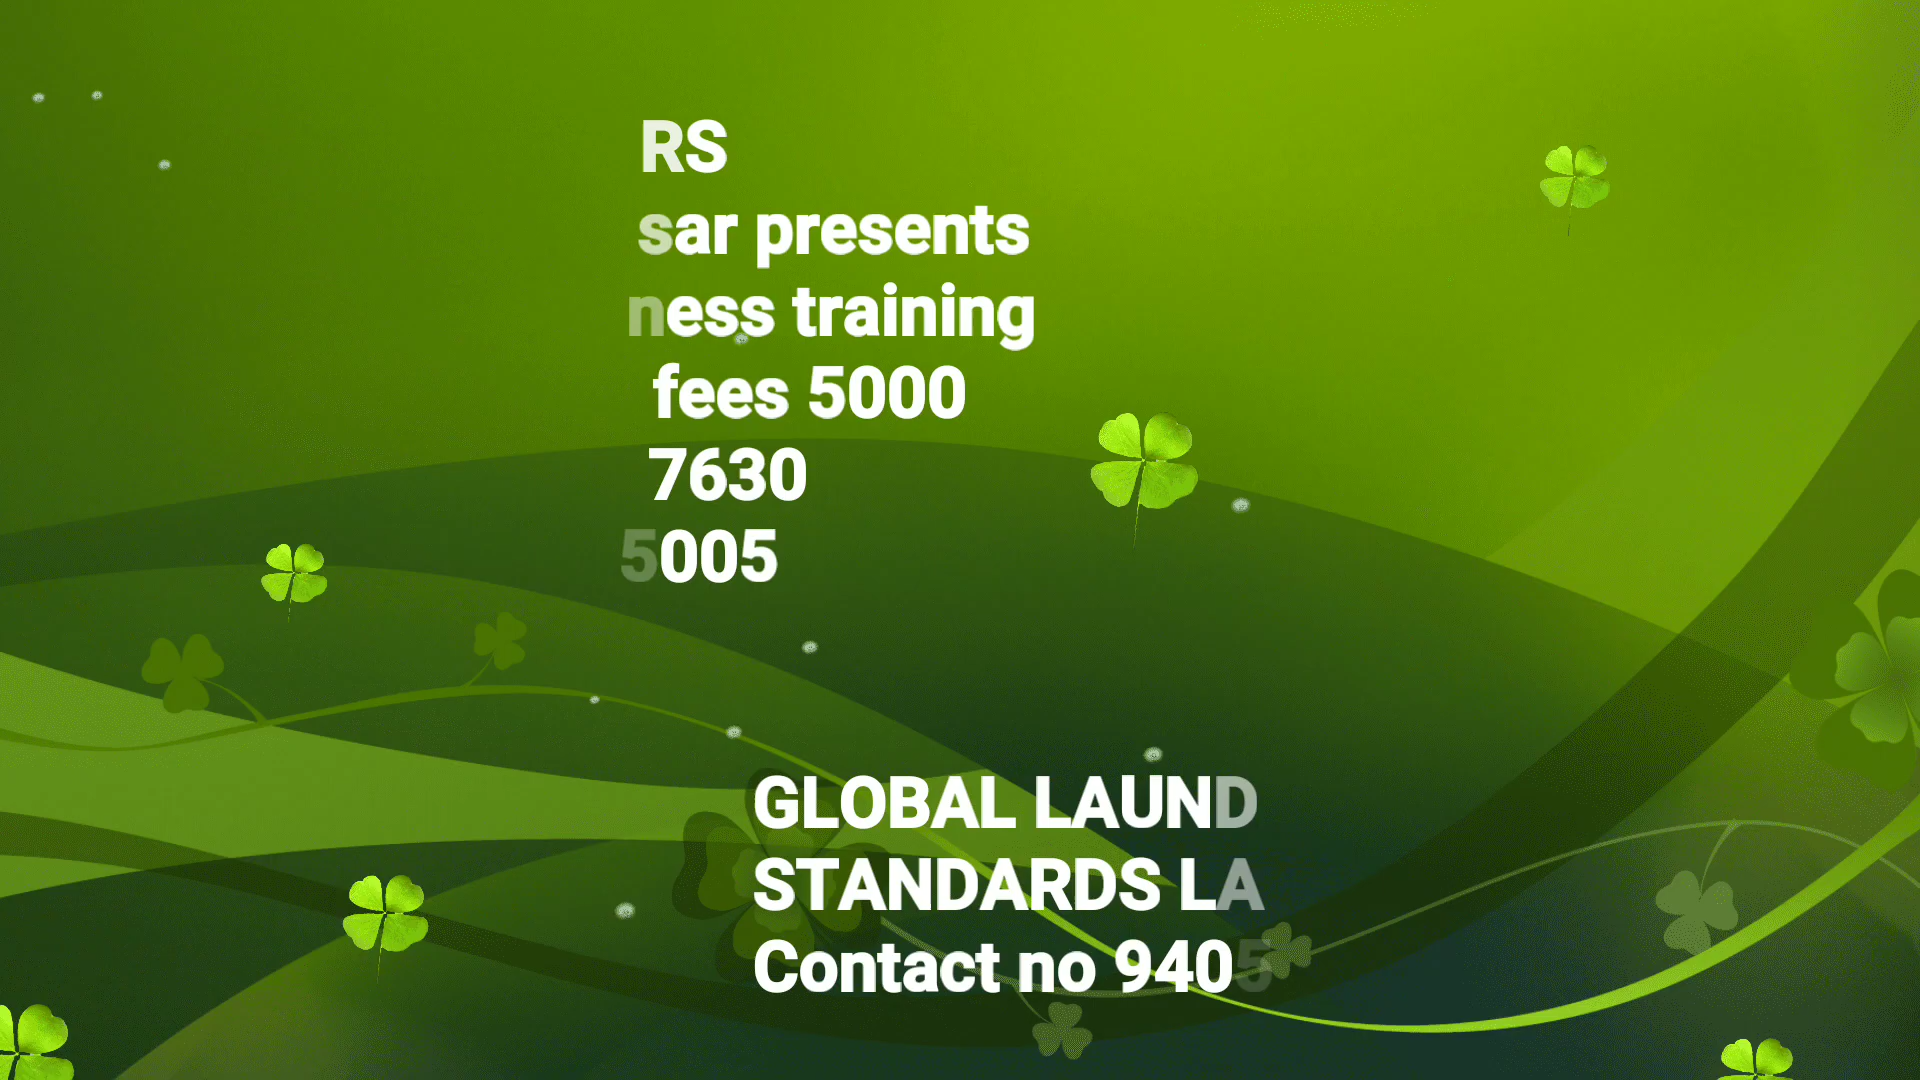 RS
sar presents
ness training
fees 5000
7630
5005
GLOBAL LAUND
STANDARDS LA
Contact no 9405